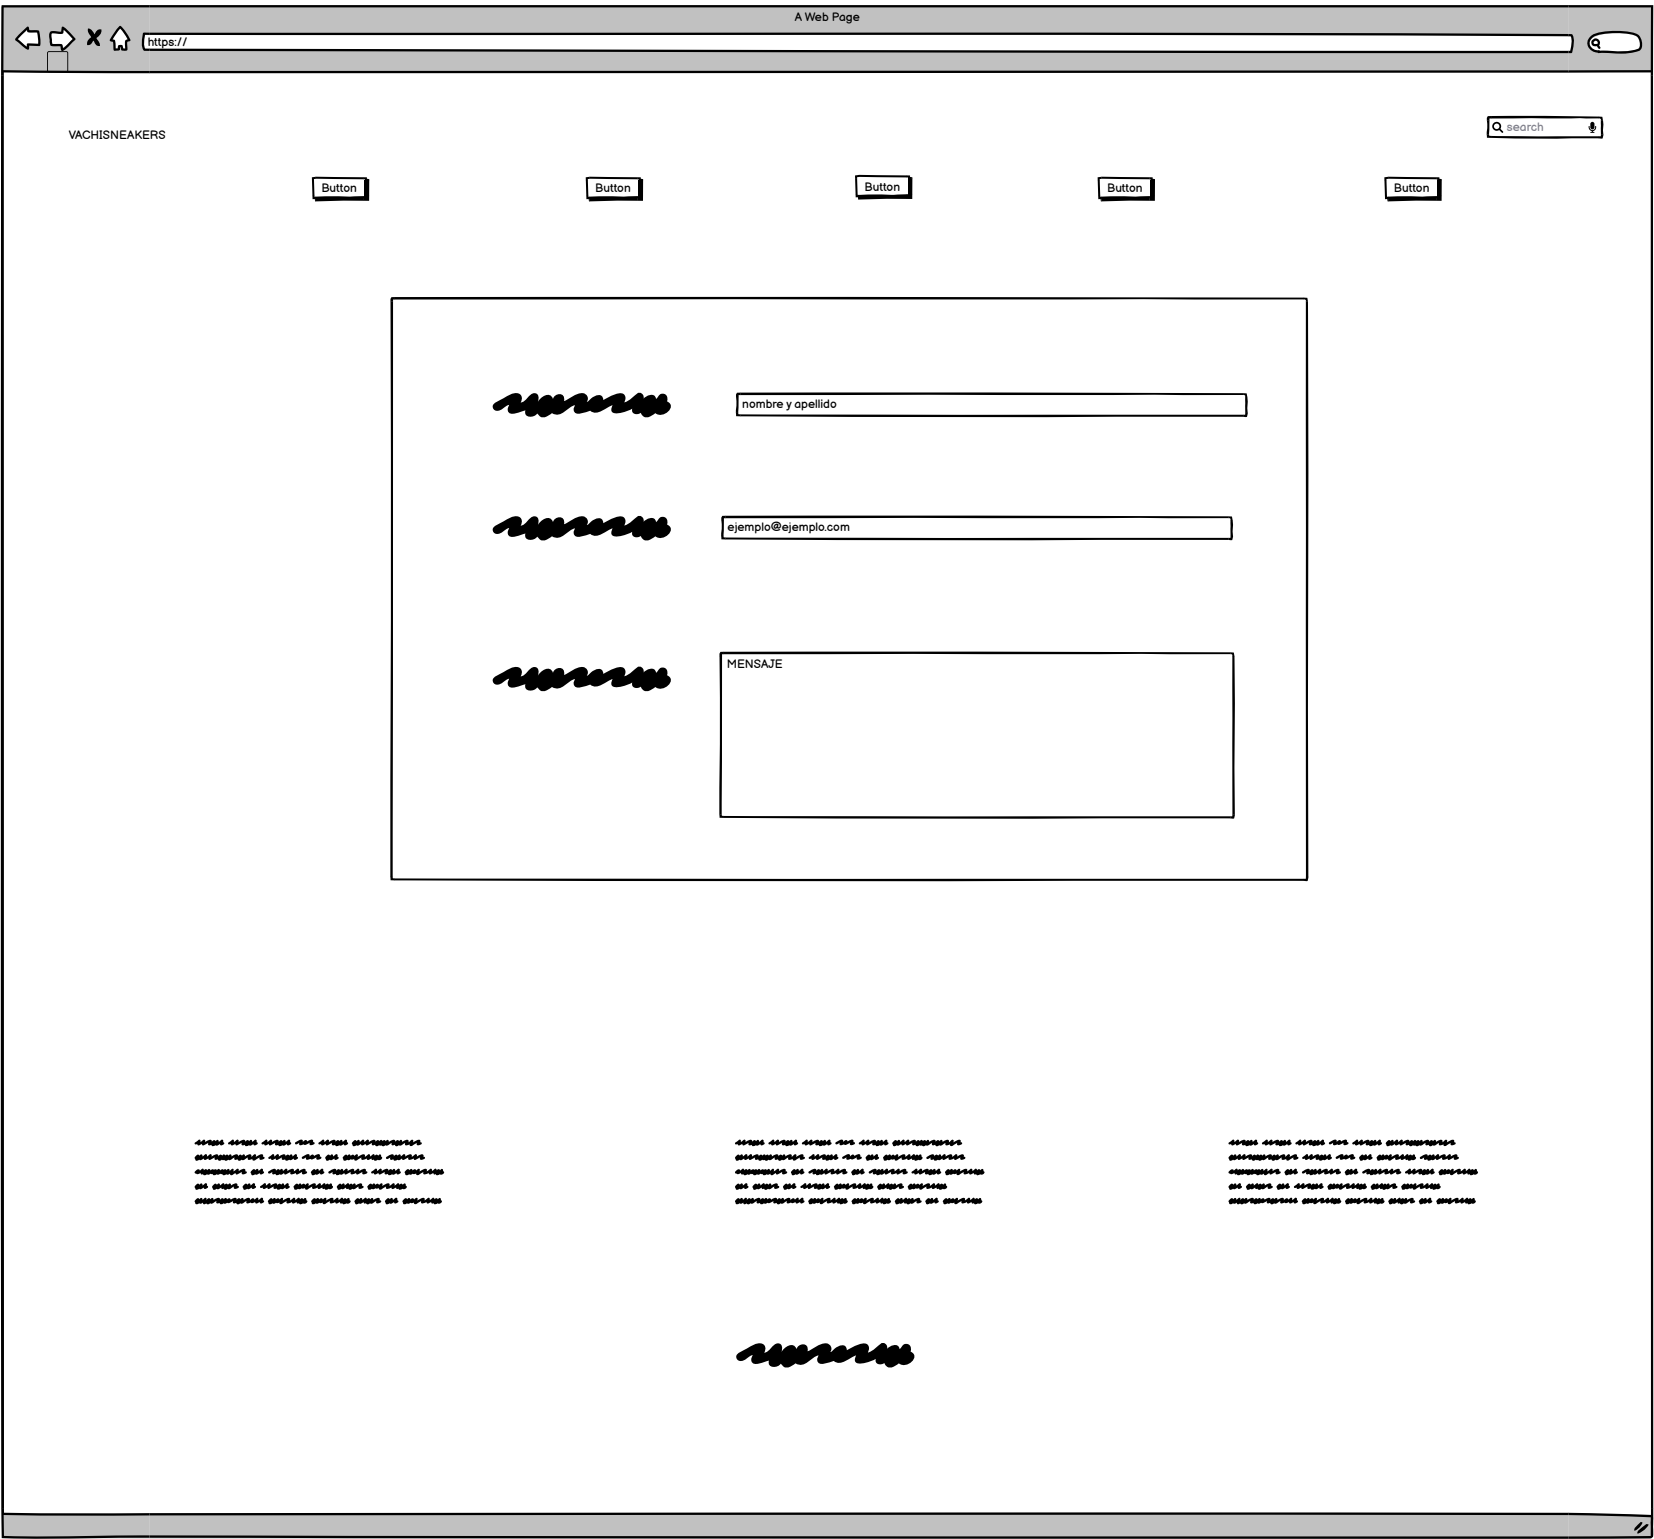 A Web Page
https://
search
VACHISNEAKERS
Button
Button
Button
Button
Button
nombre y apellido
ejemplo@ejemplo.com
MENSAJE